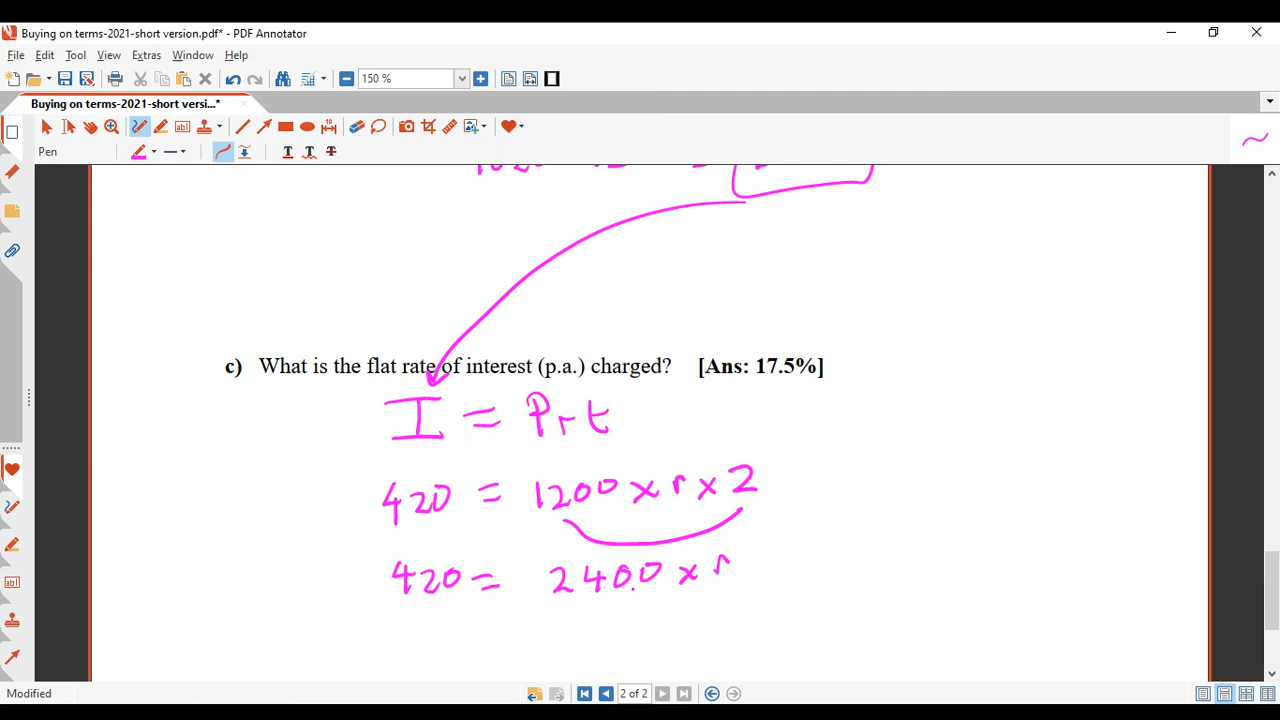 Buying on terms-2021-short version.pdf* - PDF Annotator
File Edit Tool View Extras Window Help
150 %
Buying on terms-2021-short versi...*
10
Pen
T T T
c) What is the flat rate of interest (p.a.) charged? [Ans: 17.5%]
I = Prt
420 = 1200 x r x 2
420 = 2400 x r
Modified
2 of 2